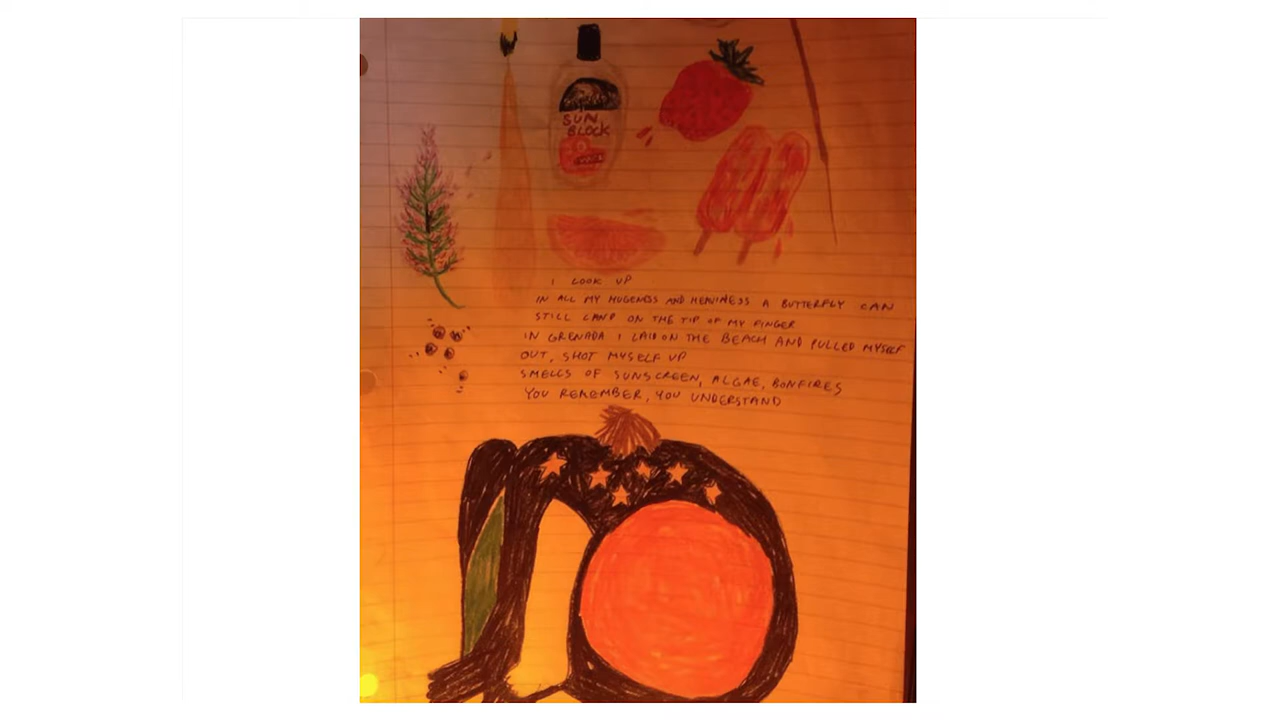 SUN
BLOCK
I LOOK UP
IN ALL MY HUGENESS AND HEAVINESS A BUTTERFLY CAN
STILL LAND ON THE TIP OF MY FINGER
IN GRENADA I LAID ON THE BEACH AND PULLED MYSELF
OUT, SHOT MYSELF UP
SMELLS OF SUNSCREEN, ALGAE, BONFIRES
YOU REMEMBER, YOU UNDERSTAND